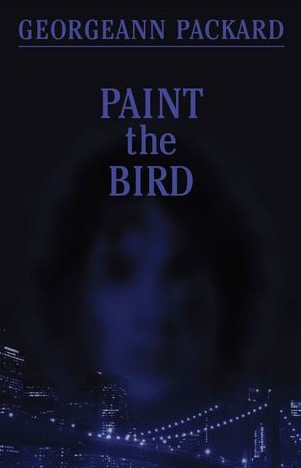 GEORGEANN PACKARD
PAINT
the
BIRD